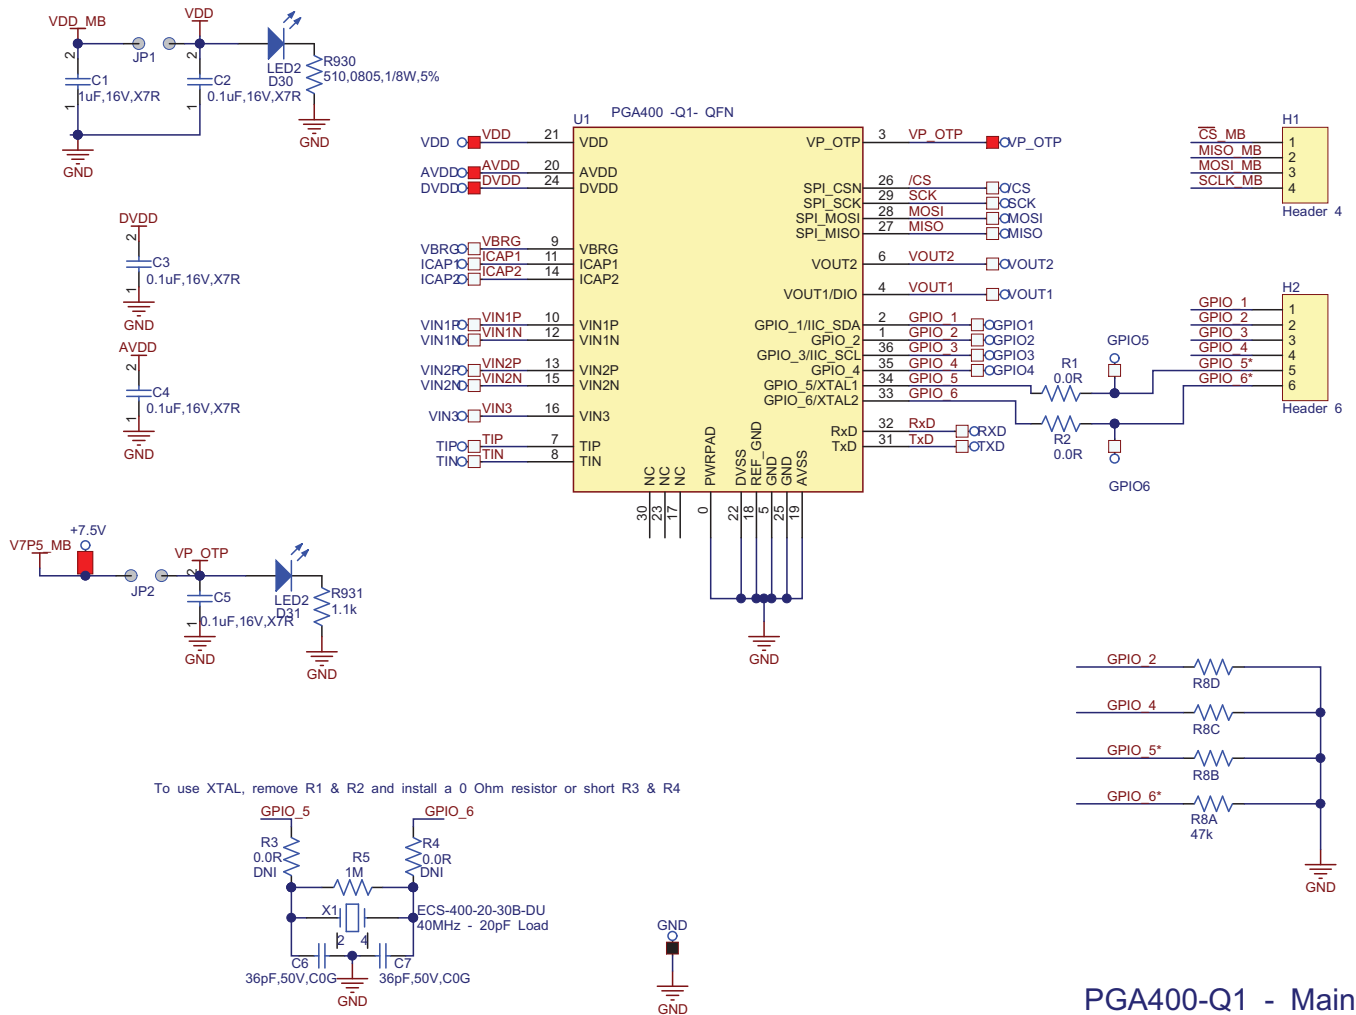 VDD_MB
VDD
2
2
JP1
C1
1uF,16V,X7R
C2
0.1uF,16V,X7R
1
1
LED2
D30
R930
510,0805,1/8W,5%
GND
GND
DVDD
2
C3
0.1uF,16V,X7R
1
GND
AVDD
2
C4
0.1uF,16V,X7R
1
GND
+7.5V
V7P5_MB
VP_OTP
2
JP2
C5
0.1uF,16V,X7R
1
LED2
D31
R931
1.1k
GND
GND
U1
PGA400 -Q1- QFN
VDD VDD 21 VDD
AVDD AVDD 20 AVDD
DVDD DVDD 24 DVDD
VBRG VBRG 9 VBRG
ICAP1 ICAP1 11 ICAP1
ICAP2 ICAP2 14 ICAP2
VIN1P VIN1P 10 VIN1P
VIN1N VIN1N 12 VIN1N
VIN2P VIN2P 13 VIN2P
VIN2N VIN2N 15 VIN2N
VIN3 VIN3 16 VIN3
TIP TIP 7 TIP
TIN TIN 8 TIN
VP_OTP 3 VP_OTP VP_OTP
SPI_CSN 26 /CS /CS
SPI_SCK 29 SCK SCK
SPI_MOSI 28 MOSI MOSI
SPI_MISO 27 MISO MISO
VOUT2 6 VOUT2 VOUT2
VOUT1/DIO 4 VOUT1 VOUT1
GPIO_1/IIC_SDA 2 GPIO_1 GPIO1
GPIO_2 1 GPIO_2 GPIO2
GPIO_3/IIC_SCL 36 GPIO_3 GPIO3
GPIO_4 35 GPIO_4 GPIO4
GPIO_5/XTAL1 34 GPIO_5
GPIO_6/XTAL2 33 GPIO_6
RxD 32 RxD RXD
TxD 31 TxD TXD
NC NC NC PWRPAD DVSS REF_GND GND GND AVSS
30 23 17 0 22 18 5 25 19
GND
R1
0.0R
R2
0.0R
GPIO5
GPIO6
H1
CS_MB 1
MISO_MB 2
MOSI_MB 3
SCLK_MB 4
Header 4
H2
GPIO_1 1
GPIO_2 2
GPIO_3 3
GPIO_4 4
GPIO_5* 5
GPIO_6* 6
Header 6
GPIO_2
R8D
GPIO_4
R8C
GPIO_5*
R8B
GPIO_6*
R8A
47k
GND
To use XTAL, remove R1 & R2 and install a 0 Ohm resistor or short R3 & R4
GPIO_5
GPIO_6
R3
0.0R
DNI
R4
0.0R
DNI
R5
1M
X1
2 4
ECS-400-20-30B-DU
40MHz - 20pF Load
C6
36pF,50V,C0G
C7
36pF,50V,C0G
GND
GND
GND
PGA400-Q1 - Main